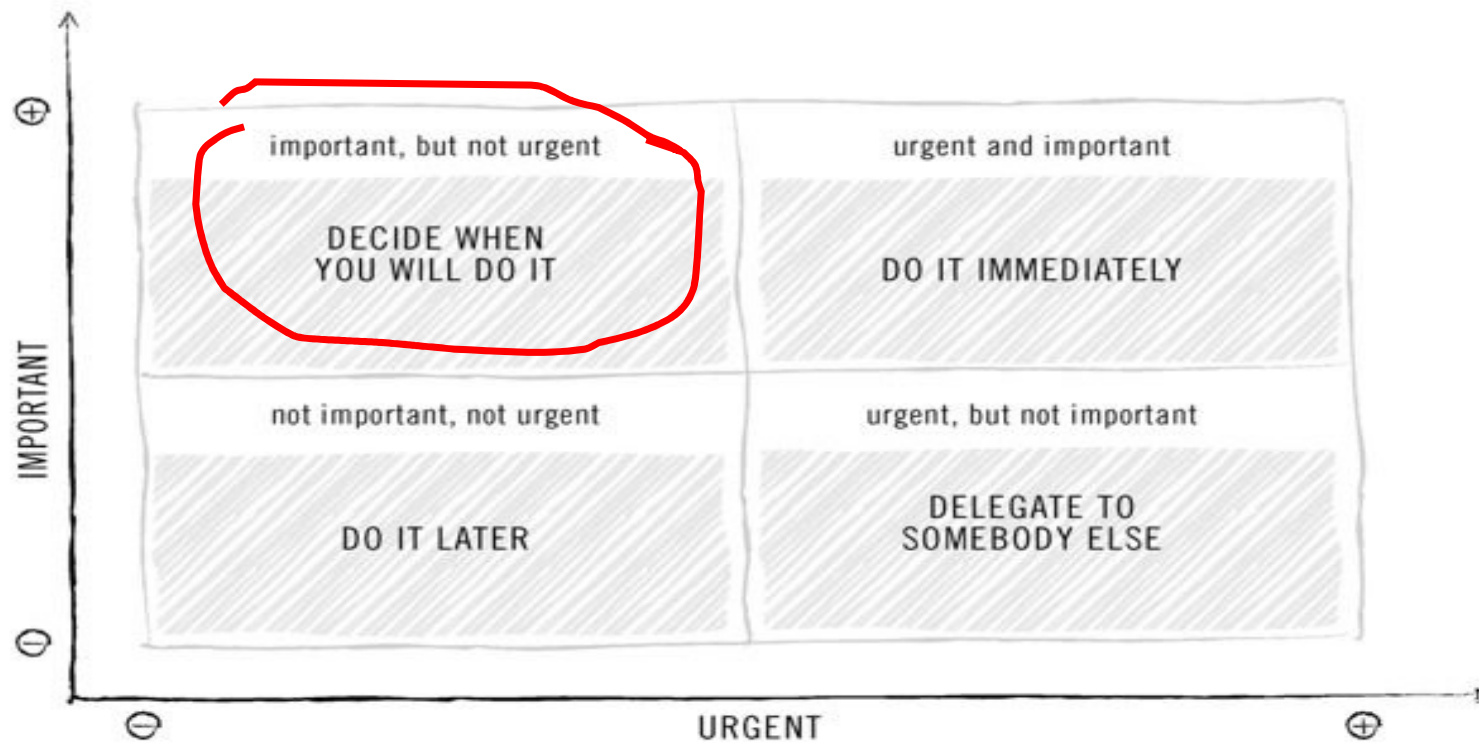 important, but not urgent
DECIDE WHEN
YOU WILL DO IT
urgent and important
DO IT IMMEDIATELY
not important, not urgent
DO IT LATER
urgent, but not important
DELEGATE TO
SOMEBODY ELSE
IMPORTANT
URGENT